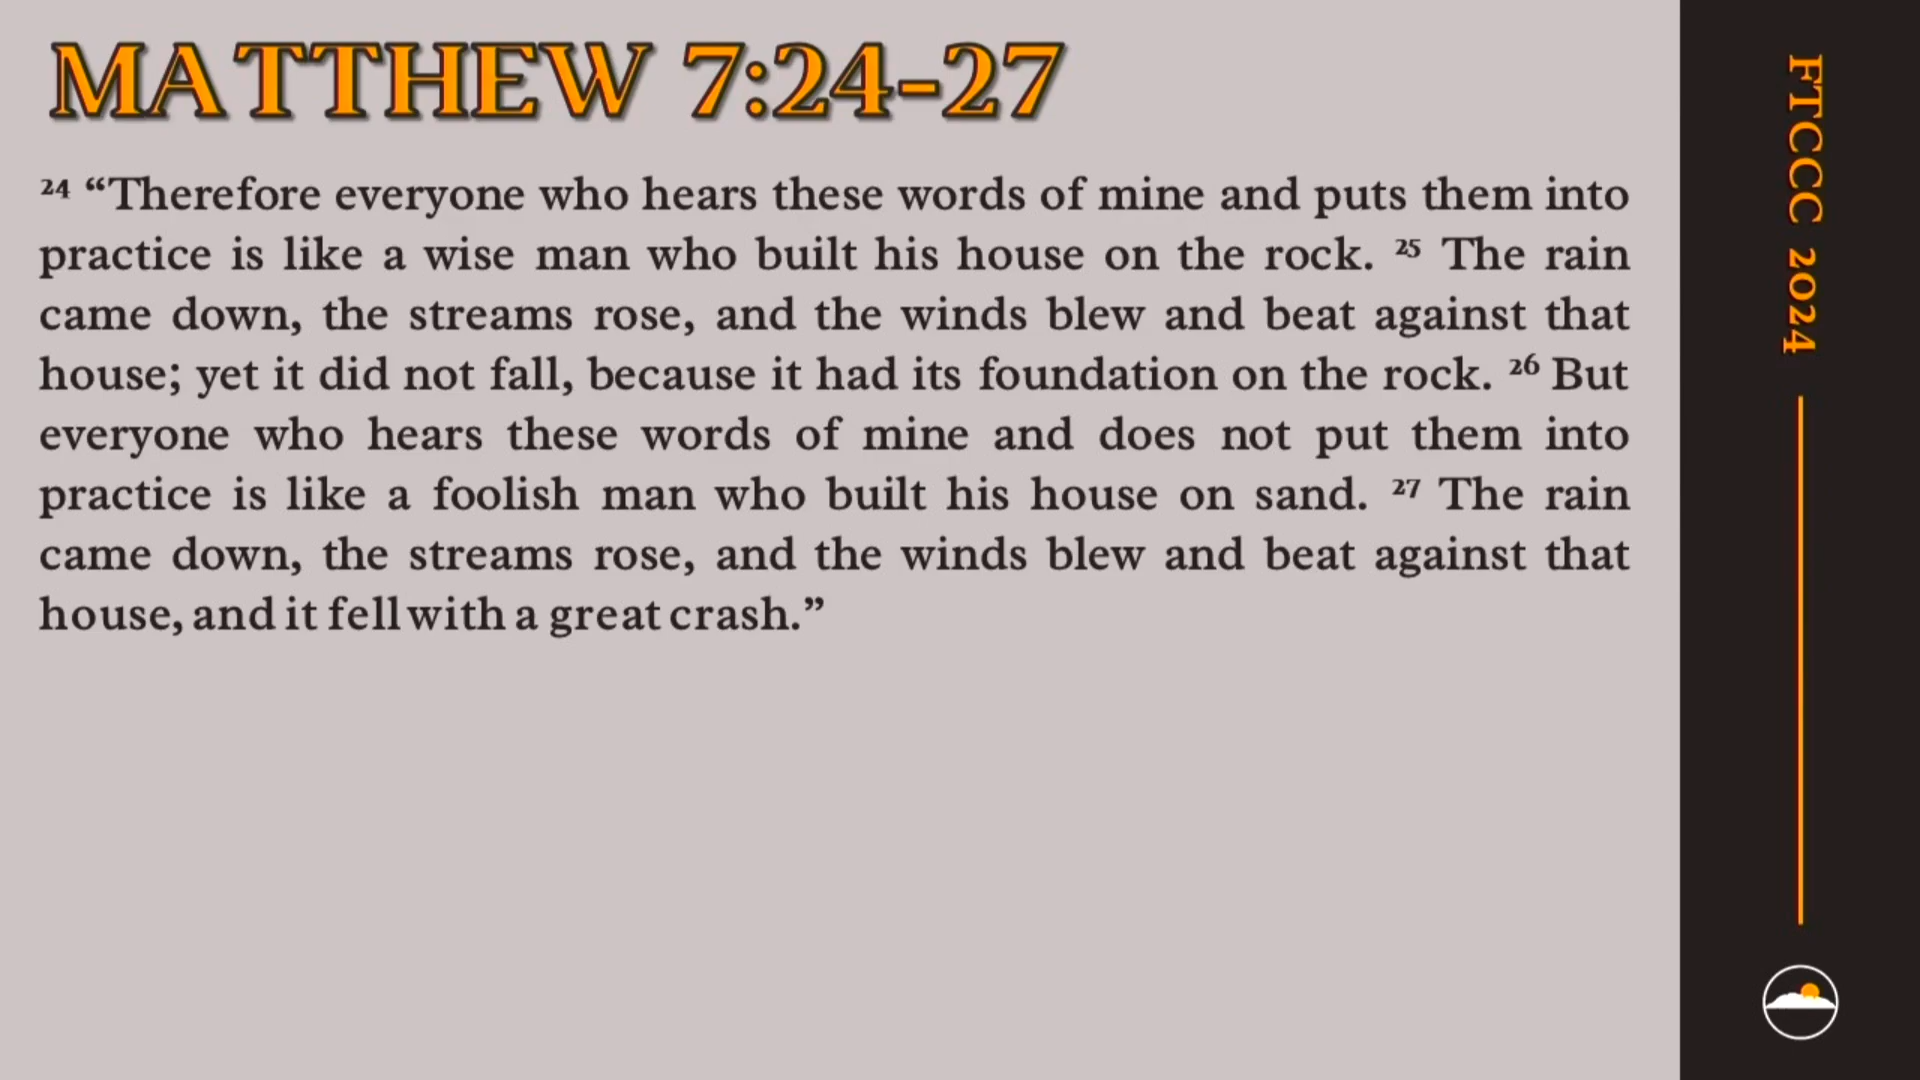 MATTHEW 7:24-27
²⁴ “Therefore everyone who hears these words of mine and puts them into
practice is like a wise man who built his house on the rock. ²⁵ The rain
came down, the streams rose, and the winds blew and beat against that
house; yet it did not fall, because it had its foundation on the rock. ²⁶ But
everyone who hears these words of mine and does not put them into
practice is like a foolish man who built his house on sand. ²⁷ The rain
came down, the streams rose, and the winds blew and beat against that
house, and it fell with a great crash.”
FTCCC 2024